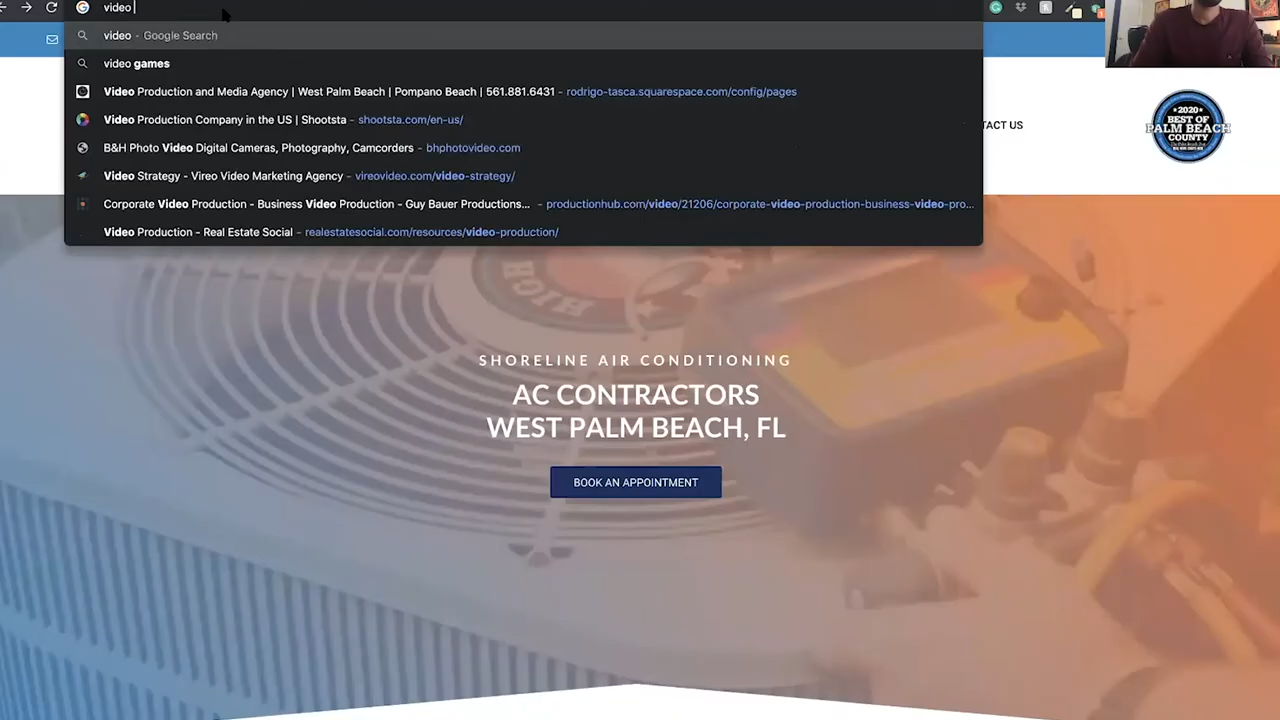 video
video - Google Search
video games
Video Production and Media Agency | West Palm Beach | Pompano Beach | 561.881.6431 - rodrigo-tasca.squarespace.com/config/pages
Video Production Company in the US | Shootsta - shootsta.com/en-us/
B&H Photo Video Digital Cameras, Photography, Camcorders - bhphotovideo.com
Video Strategy - Vireo Video Marketing Agency - vireovideo.com/video-strategy/
Corporate Video Production - Business Video Production - Guy Bauer Productions... - productionhub.com/video/21206/corporate-video-production-business-video-pro...
Video Production - Real Estate Social - realestatesocial.com/resources/video-production/
TACT US
2020
BEST OF
PALM BEACH
COUNTY
HIGH
SHORELINE AIR CONDITIONING
AC CONTRACTORS
WEST PALM BEACH, FL
BOOK AN APPOINTMENT